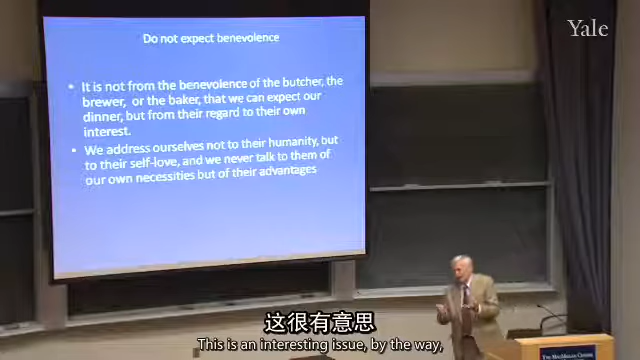 Yale
Do not expect benevolence
• It is not from the benevolence of the butcher, the
brewer, or the baker, that we can expect our
dinner, but from their regard to their own
interest.
• We address ourselves not to their humanity, but
to their self-love, and we never talk to them of
our own necessities but of their advantages
这很有意思
This is an interesting issue, by the way,
The MacMillan Center